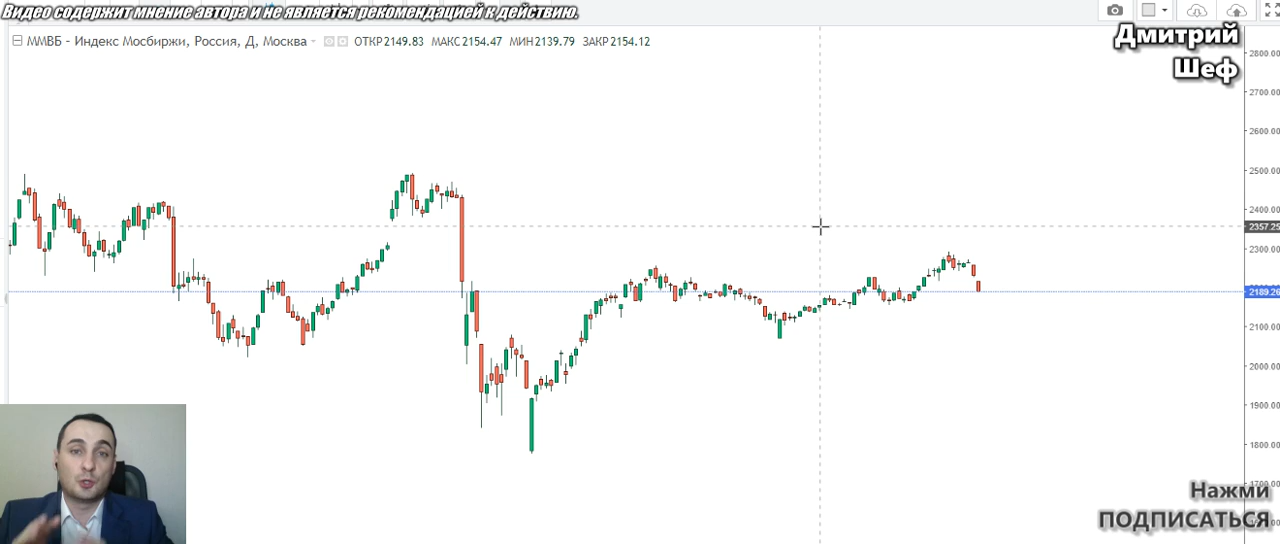 Видео содержит мнение автора и не является рекомендацией к действию.
ММВБ - Индекс Мосбиржи, Россия, Д, Москва ОТКР 2149.83 МАКС 2154.47 МИН 2139.79 ЗАКР 2154.12
Дмитрий
Шеф
2800.00
2700.00
2600.00
2500.00
2400.00
2357.29
2300.00
2189.26
2100.00
2000.00
1900.00
1800.00
Нажми
ПОДПИСАТЬСЯ